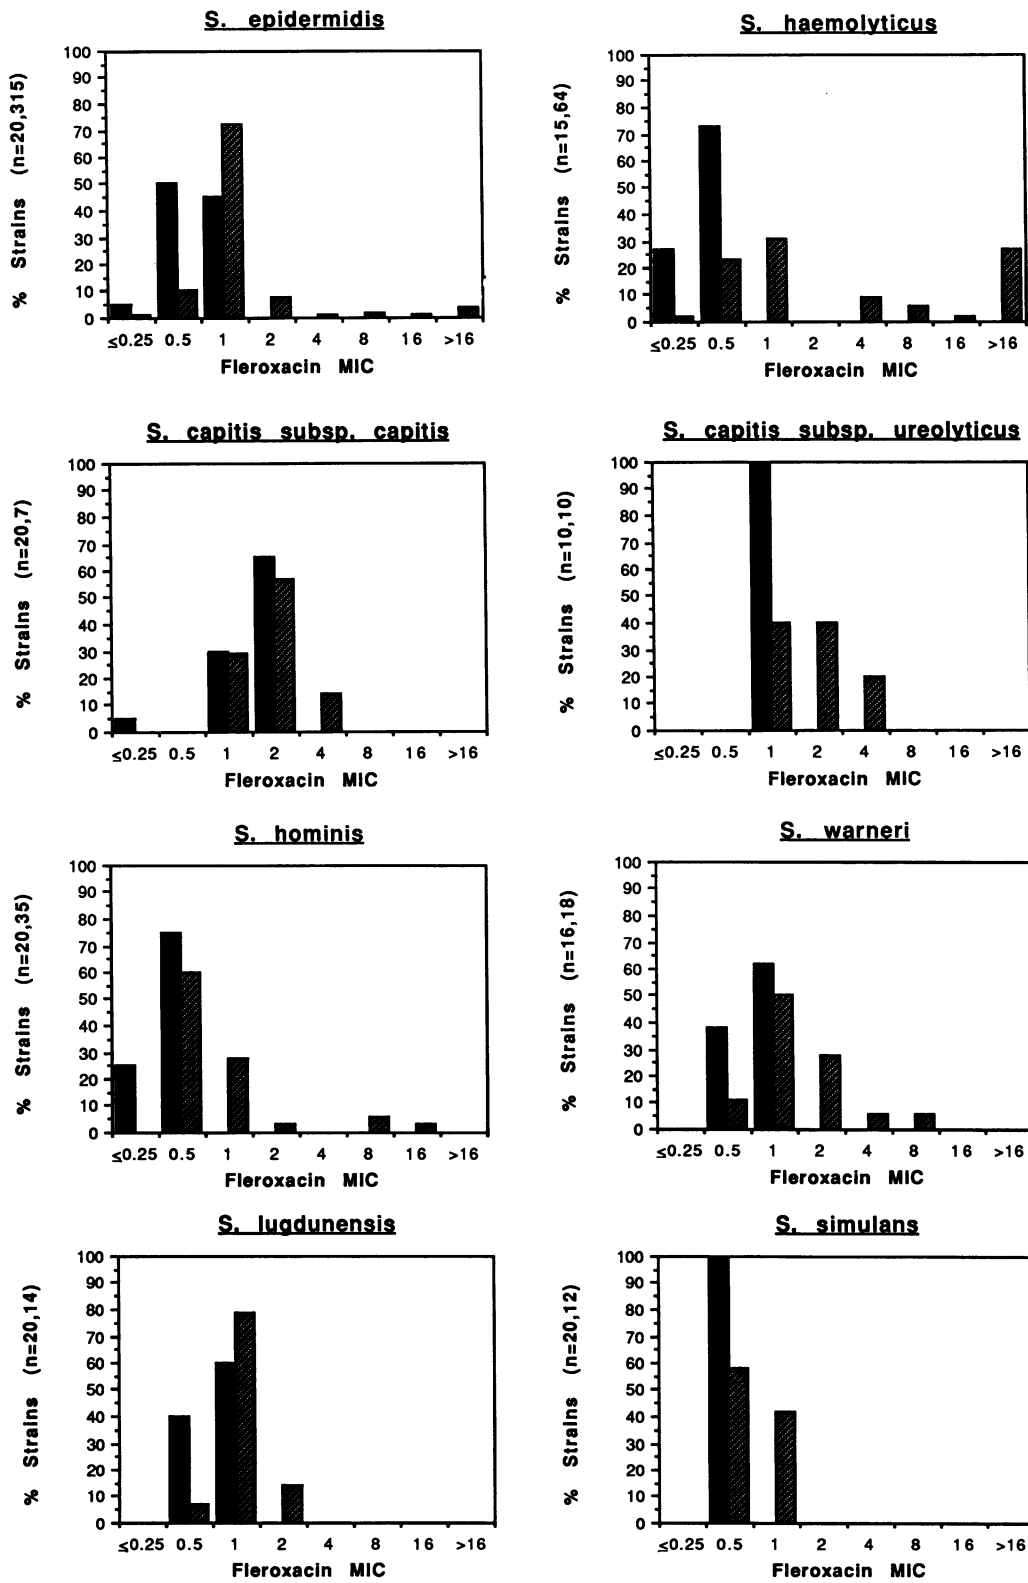 S. epidermidis
% Strains (n=20,315)
100
90
80
70
60
50
40
30
20
10
0
≤0.25 0.5 1 2 4 8 16 >16
Fleroxacin MIC
S. haemolyticus
% Strains (n=15,64)
100
90
80
70
60
50
40
30
20
10
0
≤0.25 0.5 1 2 4 8 16 >16
Fleroxacin MIC
S. capitis subsp. capitis
% Strains (n=20,7)
100
90
80
70
60
50
40
30
20
10
0
≤0.25 0.5 1 2 4 8 16 >16
Fleroxacin MIC
S. capitis subsp. ureolyticus
% Strains (n=10,10)
100
90
80
70
60
50
40
30
20
10
0
≤0.25 0.5 1 2 4 8 16 >16
Fleroxacin MIC
S. hominis
% Strains (n=20,35)
100
90
80
70
60
50
40
30
20
10
0
≤0.25 0.5 1 2 4 8 16 >16
Fleroxacin MIC
S. warneri
% Strains (n=16,18)
100
90
80
70
60
50
40
30
20
10
0
≤0.25 0.5 1 2 4 8 16 >16
Fleroxacin MIC
S. lugdunensis
% Strains (n=20,14)
100
90
80
70
60
50
40
30
20
10
0
≤0.25 0.5 1 2 4 8 16 >16
Fleroxacin MIC
S. simulans
% Strains (n=20,12)
100
90
80
70
60
50
40
30
20
10
0
≤0.25 0.5 1 2 4 8 16 >16
Fleroxacin MIC